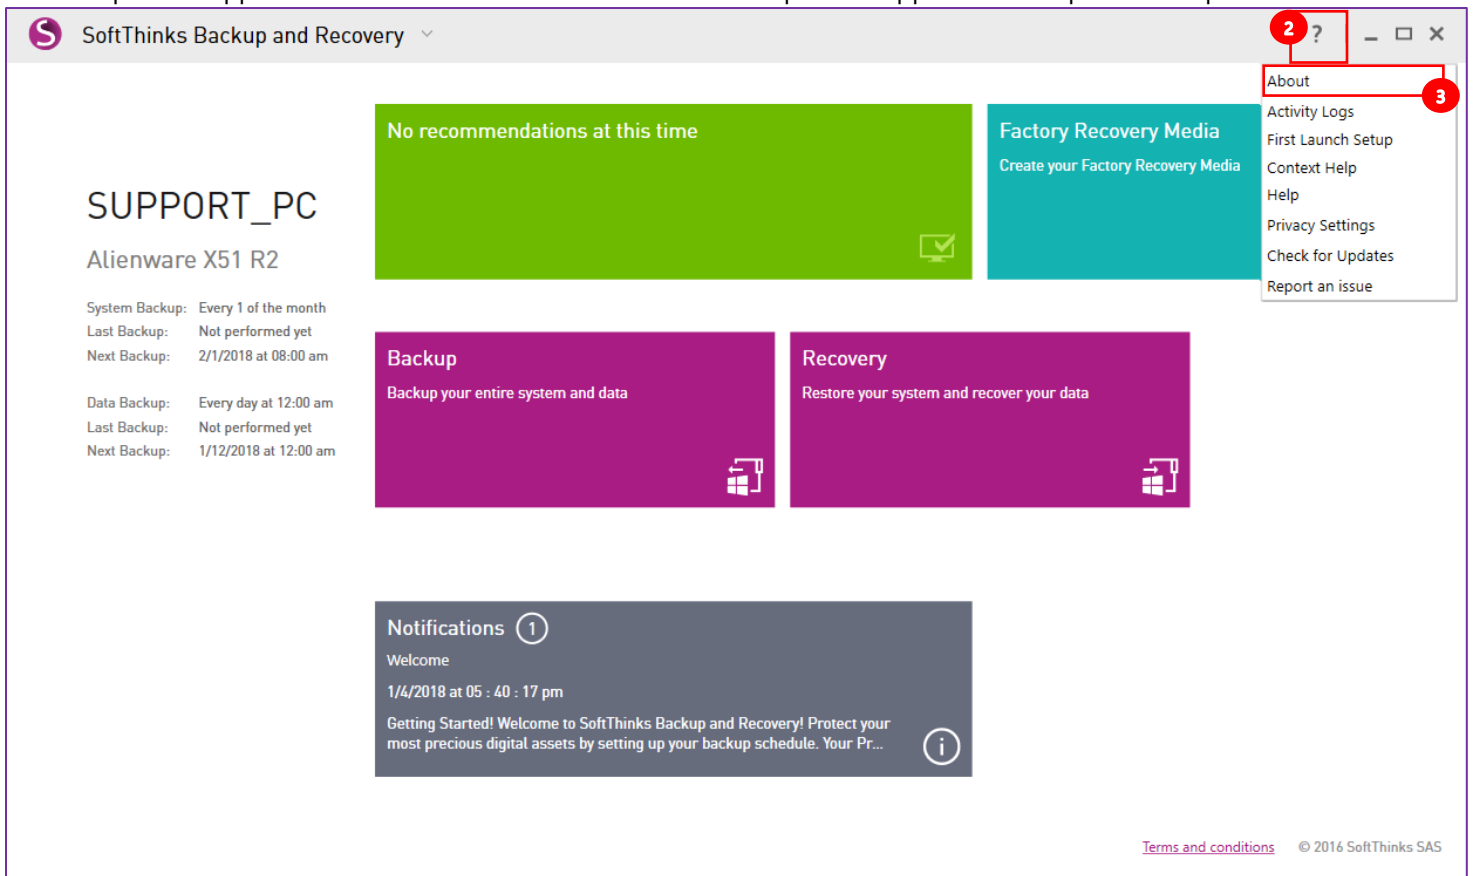 SoftThinks Backup and Recovery
2
?
About
3
Activity Logs
First Launch Setup
Context Help
Help
Privacy Settings
Check for Updates
Report an issue
No recommendations at this time
Factory Recovery Media
Create your Factory Recovery Media
SUPPORT_PC
Alienware X51 R2
System Backup: Every 1 of the month
Last Backup: Not performed yet
Next Backup: 2/1/2018 at 08:00 am
Data Backup: Every day at 12:00 am
Last Backup: Not performed yet
Next Backup: 1/12/2018 at 12:00 am
Backup
Backup your entire system and data
Recovery
Restore your system and recover your data
Notifications 1
Welcome
1/4/2018 at 05 : 40 : 17 pm
Getting Started! Welcome to SoftThinks Backup and Recovery! Protect your
most precious digital assets by setting up your backup schedule. Your Pr...
Terms and conditions © 2016 SoftThinks SAS